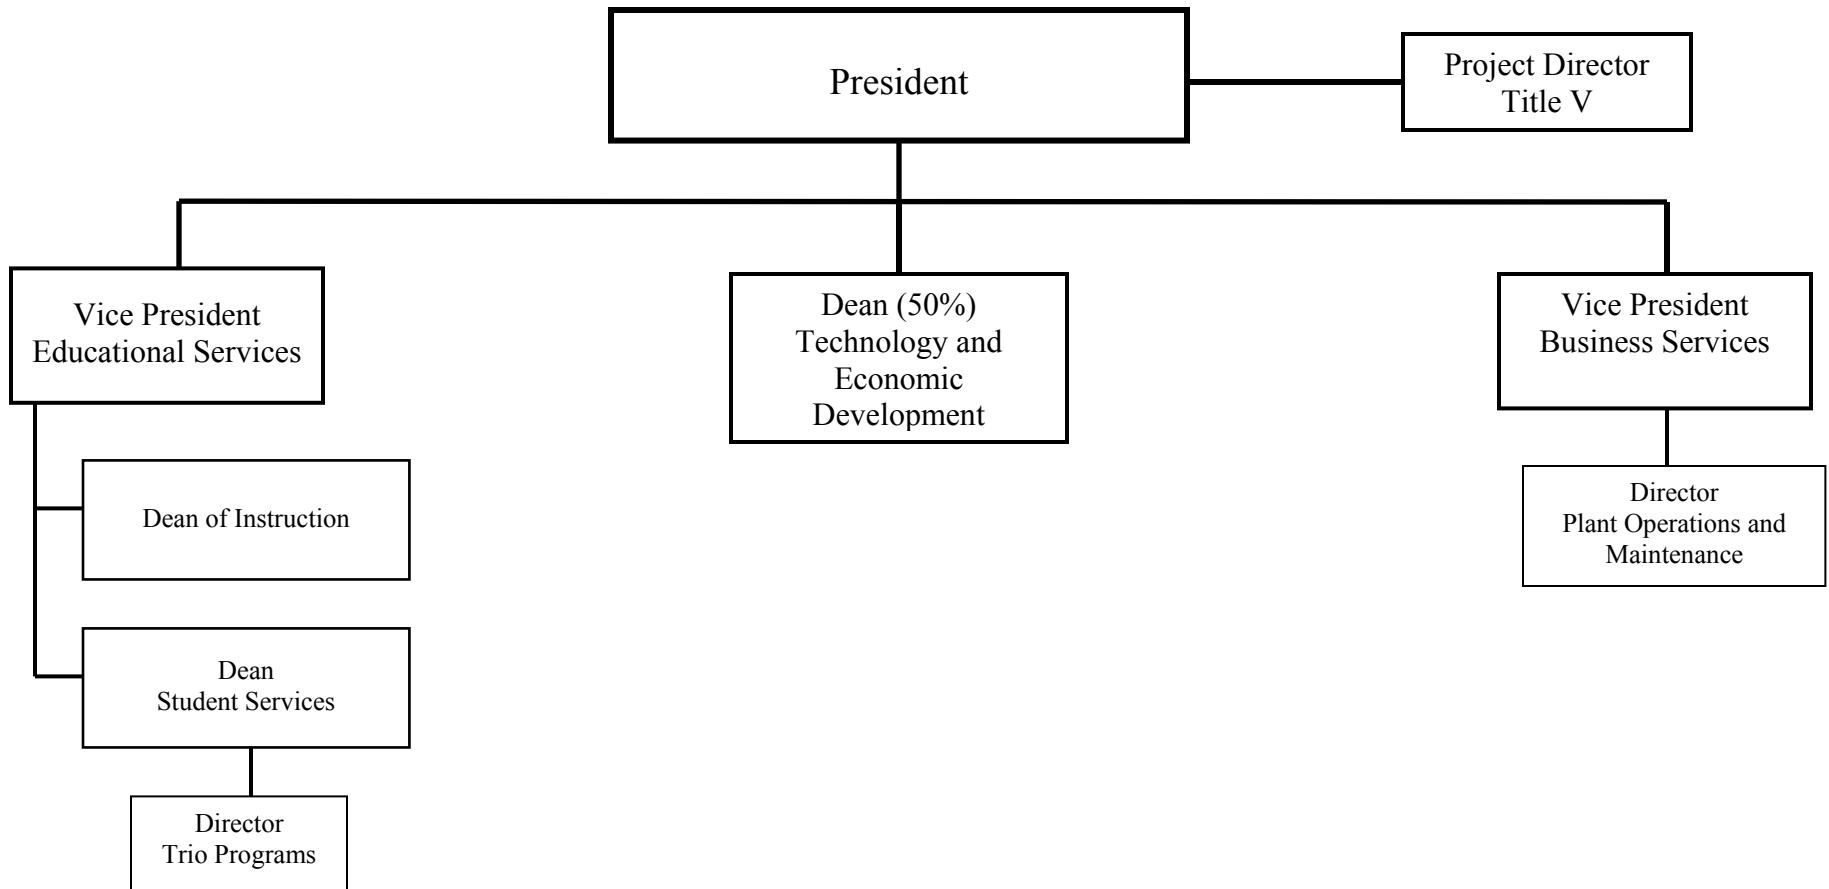 President
Project Director
Title V
Vice President
Educational Services
Dean (50%)
Technology and
Economic
Development
Vice President
Business Services
Dean of Instruction
Director
Plant Operations and
Maintenance
Dean
Student Services
Director
Trio Programs